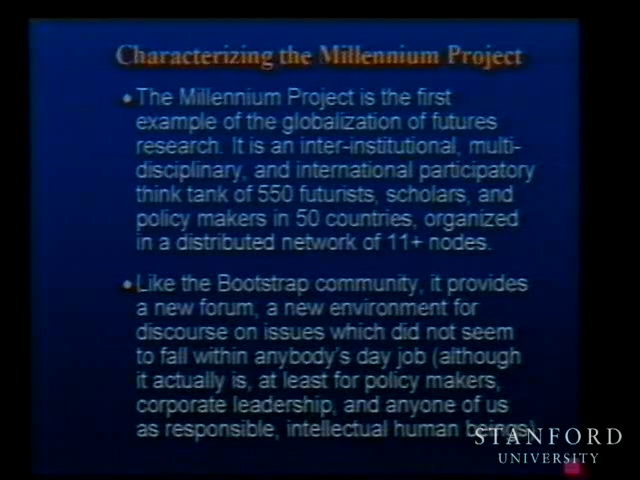 Characterizing the Millennium Project
• The Millennium Project is the first
example of the globalization of futures
research. It is an inter-institutional, multi-
disciplinary, and international participatory
think tank of 550 futurists, scholars, and
policy makers in 50 countries, organized
in a distributed network of 11+ nodes.
• Like the Bootstrap community, it provides
a new forum, a new environment for
discourse on issues which did not seem
to fall within anybody's day job (although
it actually is, at least for policy makers,
corporate leadership, and anyone of us
as responsible, intellectual human beings)
STANFORD
UNIVERSITY